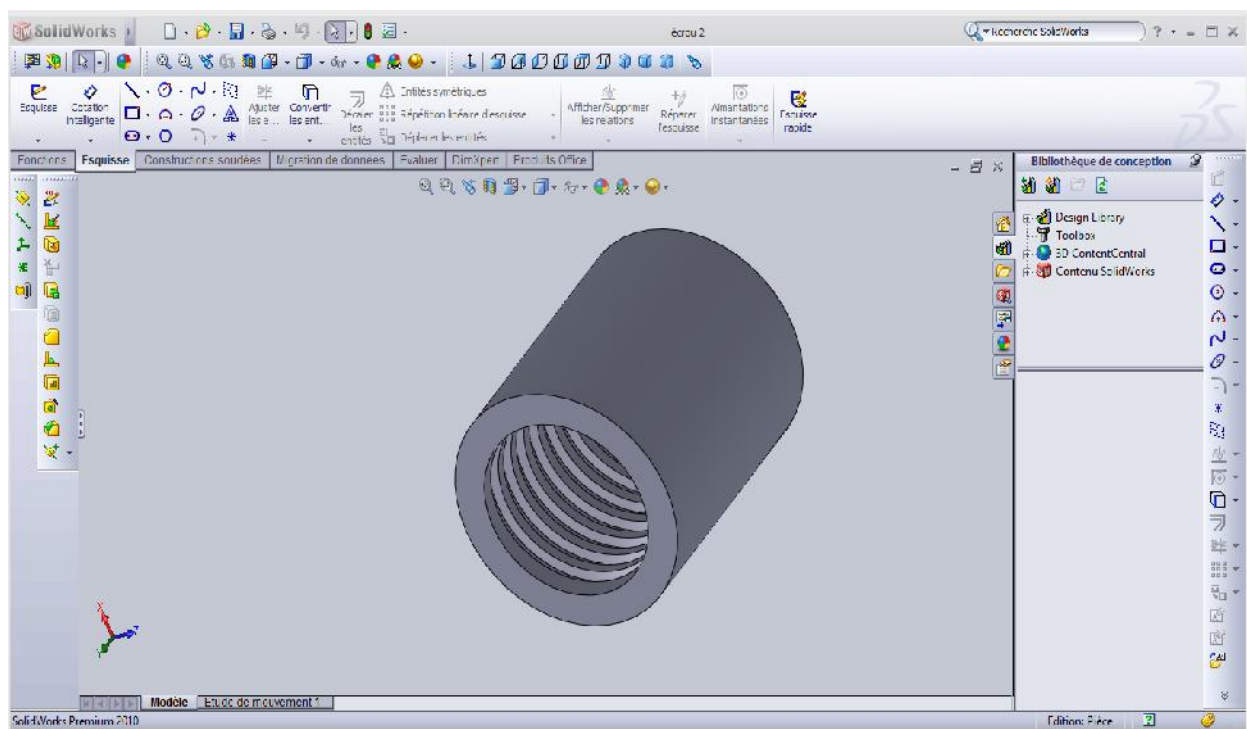 SolidWorks
écrou 2
Recherche SolidWorks
Esquisse
Cotation intelligente
Ajuster les e...
Convertir les ent...
Décaler les entités
Entités symétriques
Répétition linéaire d'esquisse
Déplacer les entités
Afficher/Supprimer les relations
Réparer l'esquisse
Aimantations instantanées
Esquisse rapide
Fonctions
Esquisse
Constructions soudées
Migration de données
Evaluer
DimXpert
Produits Office
Bibliothèque de conception
Design Library
Toolbox
3D ContentCentral
Contenu SolidWorks
Modèle
Etude de mouvement 1
SolidWorks Premium 2010
Edition: Pièce